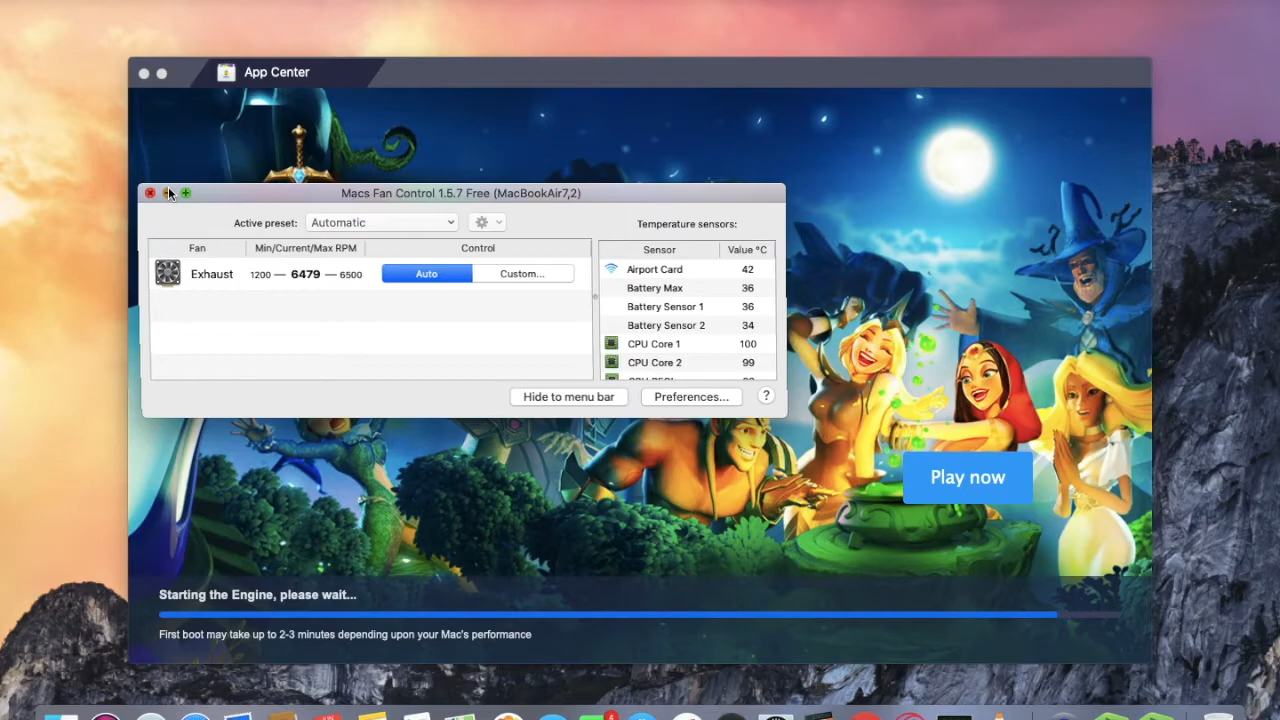 App Center
Macs Fan Control 1.5.7 Free (MacBookAir7,2)
Active preset: Automatic
Temperature sensors:
Fan Min/Current/Max RPM Control
Sensor Value °C
Exhaust 1200 — 6479 — 6500 Auto Custom...
Airport Card 42
Battery Max 36
Battery Sensor 1 36
Battery Sensor 2 34
CPU Core 1 100
CPU Core 2 99
Hide to menu bar Preferences... ?
Play now
Starting the Engine, please wait...
First boot may take up to 2-3 minutes depending upon your Mac's performance